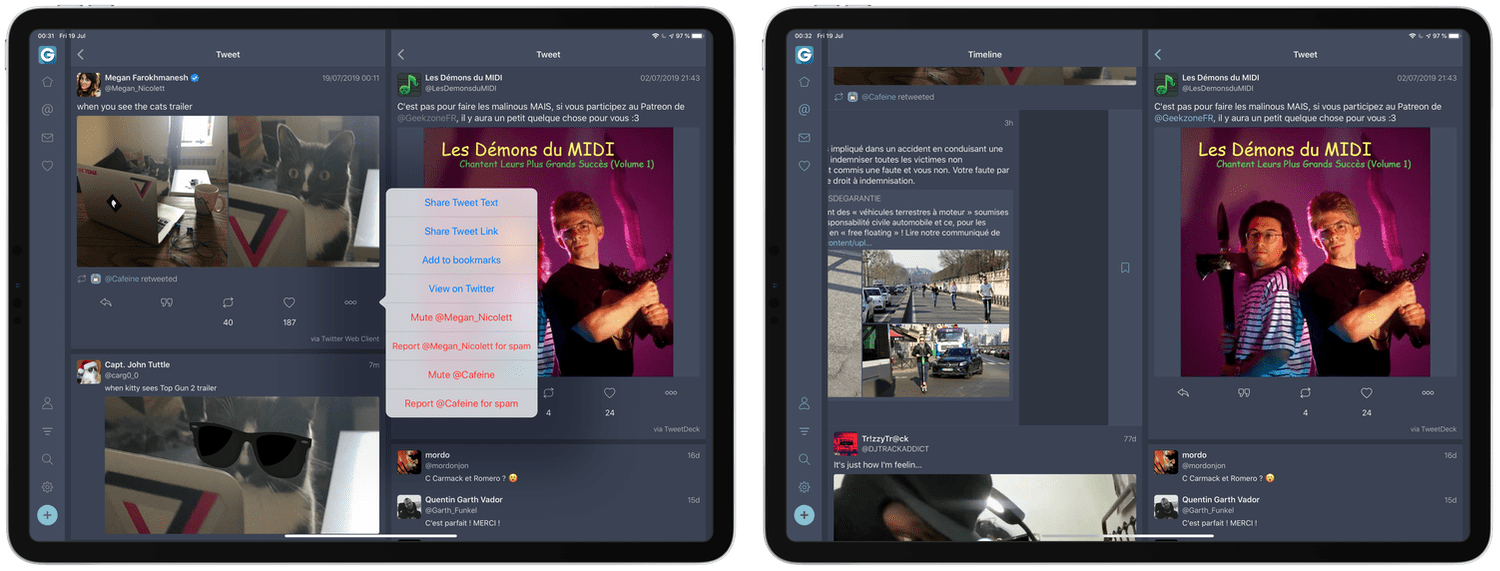 00:31 Fri 19 Jul
97 %
Tweet
Megan Farokhmanesh
19/07/2019 00:11
@Megan_Nicolett
when you see the cats trailer
@Cafeine retweeted
40
187
via Twitter Web Client
Capt. John Tuttle
7m
@carg0_0
when kitty sees Top Gun 2 trailer
Tweet
Les Démons du MIDI
02/07/2019 21:43
@LesDemonsduMIDI
C'est pas pour faire les malinous MAIS, si vous participez au Patreon de
@GeekzoneFR, il y aura un petit quelque chose pour vous :3
Les Démons du MIDI
Chantent Leurs Plus Grands Succès (Volume 1)
Share Tweet Text
Share Tweet Link
Add to bookmarks
View on Twitter
Mute @Megan_Nicolett
Report @Megan_Nicolett for spam
Mute @Cafeine
Report @Cafeine for spam
4
24
via TweetDeck
mordo
16d
@mordonjon
C Carmack et Romero ? 😮
Quentin Garth Vador
15d
@Garth_Funkel
C'est parfait ! MERCI !
00:32 Fri 19 Jul
97 %
Timeline
@Cafeine retweeted
3h
impliqué dans un accident en conduisant une
indemniser toutes les victimes non
t commis une faute et vous non. Votre faute par
e droit à indemnisation.
SDEGARANTIE
nt des « véhicules terrestres à moteur » soumises
sponsabilité civile automobile et ce, pour les
en « free floating » ! Lire notre communiqué de
content/upl...
Tr!zzyTr@ck
77d
@DJTRACKADDICT
It's just how I'm feelin...
Tweet
Les Démons du MIDI
02/07/2019 21:43
@LesDemonsduMIDI
C'est pas pour faire les malinous MAIS, si vous participez au Patreon de
@GeekzoneFR, il y aura un petit quelque chose pour vous :3
Les Démons du MIDI
Chantent Leurs Plus Grands Succès (Volume 1)
4
24
via TweetDeck
mordo
16d
@mordonjon
C Carmack et Romero ? 😮
Quentin Garth Vador
15d
@Garth_Funkel
C'est parfait ! MERCI !